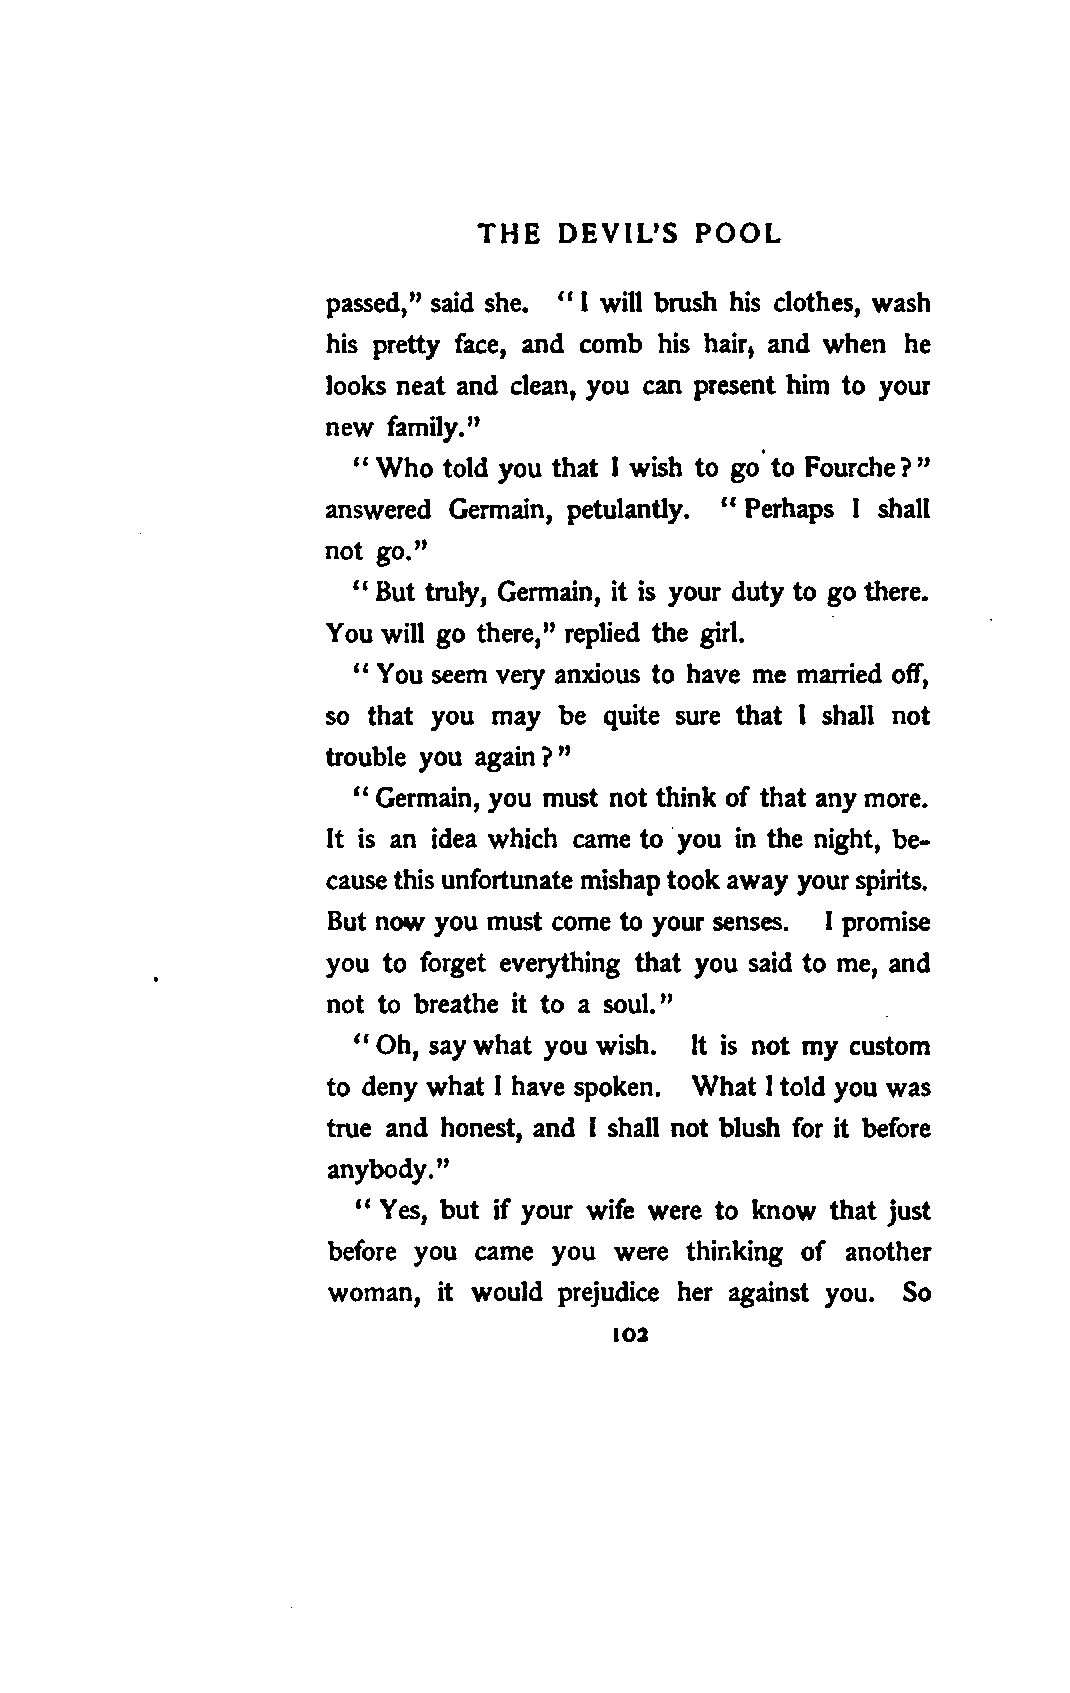 THE DEVIL'S POOL
passed," said she. "I will brush his clothes, wash
his pretty face, and comb his hair, and when he
looks neat and clean, you can present him to your
new family."
"Who told you that I wish to go to Fourche?"
answered Germain, petulantly. "Perhaps I shall
not go."
"But truly, Germain, it is your duty to go there.
You will go there," replied the girl.
"You seem very anxious to have me married off,
so that you may be quite sure that I shall not
trouble you again?"
"Germain, you must not think of that any more.
It is an idea which came to you in the night, be-
cause this unfortunate mishap took away your spirits.
But now you must come to your senses. I promise
you to forget everything that you said to me, and
not to breathe it to a soul."
"Oh, say what you wish. It is not my custom
to deny what I have spoken. What I told you was
true and honest, and I shall not blush for it before
anybody."
"Yes, but if your wife were to know that just
before you came you were thinking of another
woman, it would prejudice her against you. So
102